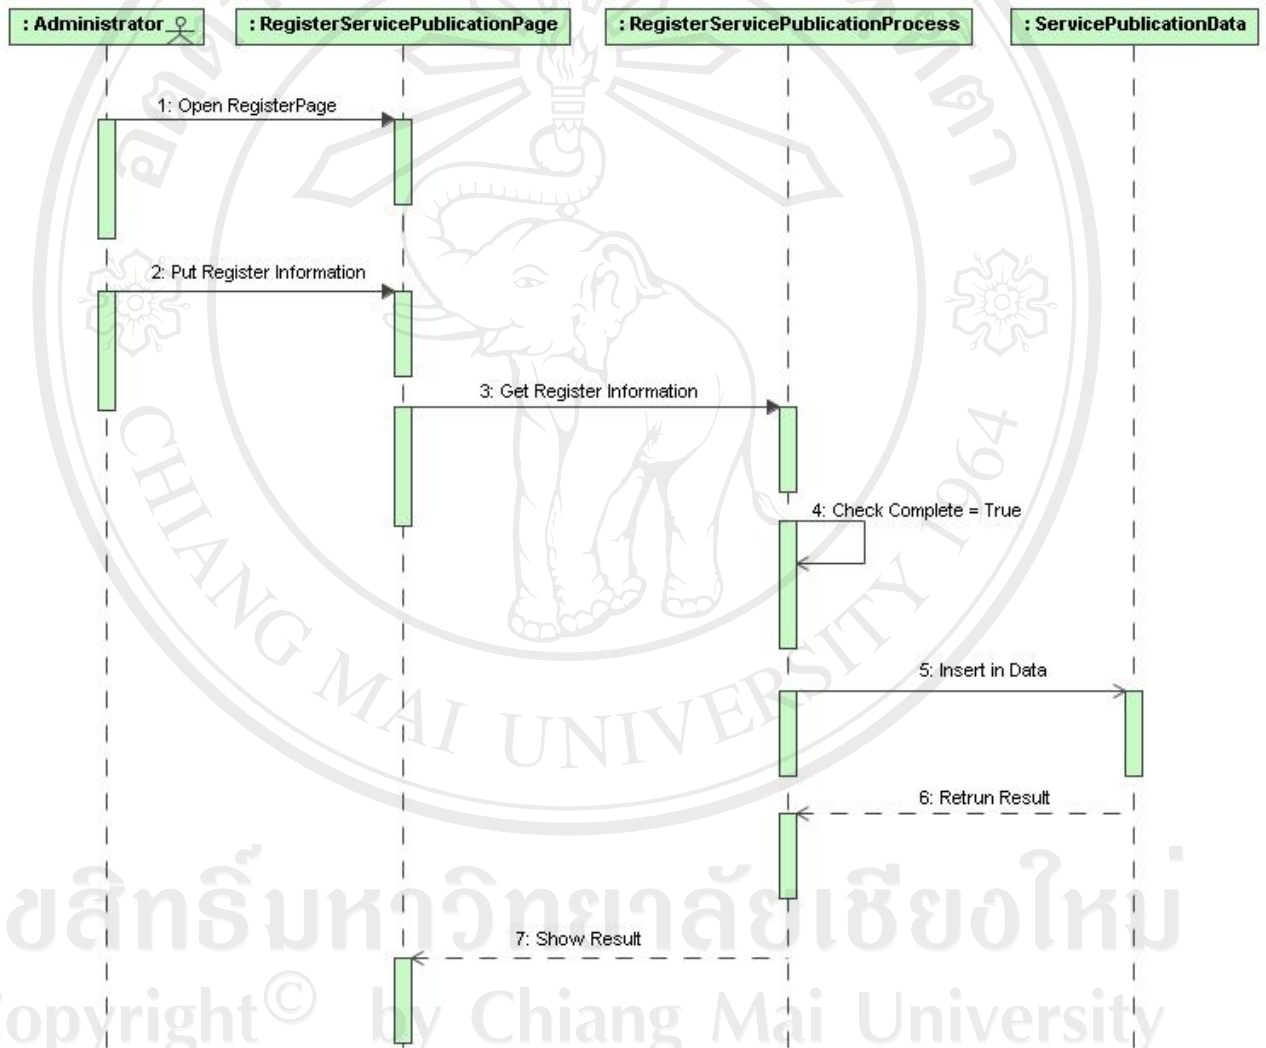 : Administrator
: RegisterServicePublicationPage
: RegisterServicePublicationProcess
: ServicePublicationData
1: Open RegisterPage
2: Put Register Information
3: Get Register Information
4: Check Complete = True
5: Insert in Data
6: Retrun Result
7: Show Result
CHIANG MAI UNIVERSITY 1964
ขสิทธิ์มหาวิทยาลัยเชียงใหม่
opyright© by Chiang Mai University